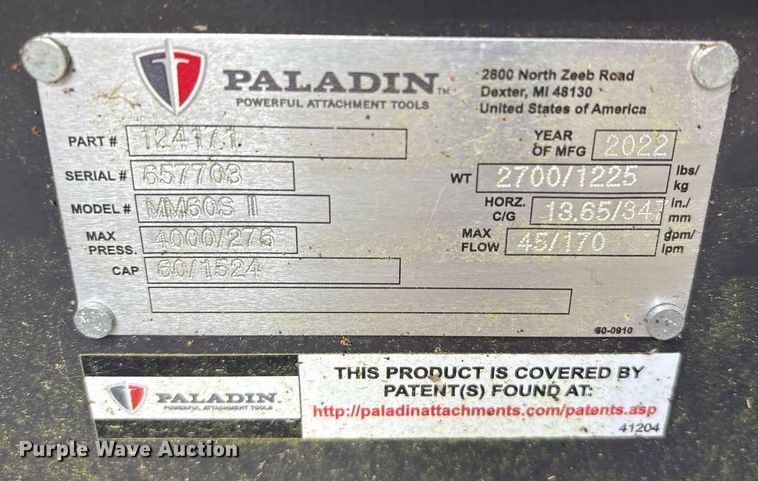 PALADIN™
POWERFUL ATTACHMENT TOOLS
2800 North Zeeb Road
Dexter, MI 48130
United States of America
PART # 124171
YEAR OF MFG 2022
SERIAL # 657703
WT 2700/1225 lbs/kg
MODEL # MM60S II
HORZ. C/G 13.65/347 in./mm
MAX PRESS. 4000/276
MAX FLOW 45/170 gpm/lpm
CAP 60/1524
50-0910
PALADIN
POWERFUL ATTACHMENT TOOLS
THIS PRODUCT IS COVERED BY
PATENT(S) FOUND AT:
http://paladinattachments.com/patents.asp
41204
Purple Wave Auction